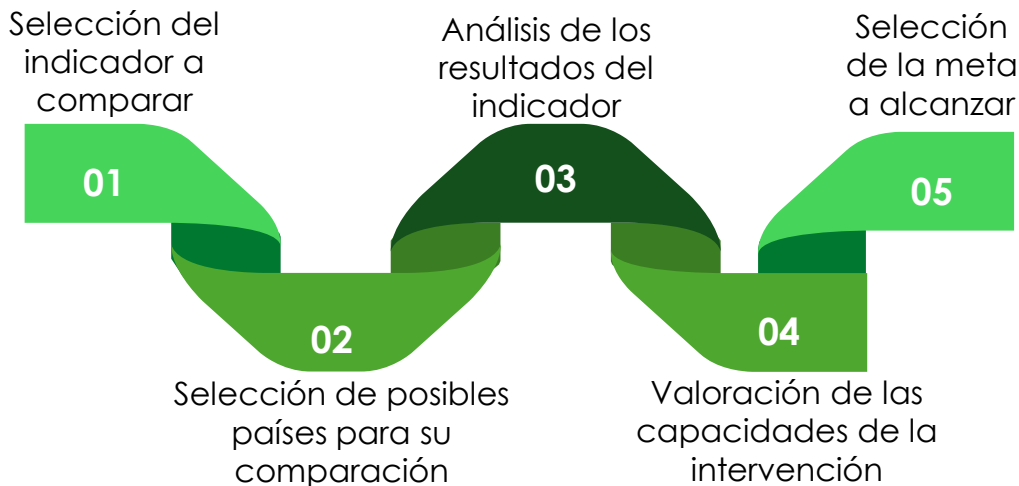 Selección del
indicador a
comparar
01
02
Selección de posibles
países para su
comparación
Análisis de los
resultados del
indicador
03
04
Valoración de las
capacidades de la
intervención
Selección
de la meta
a alcanzar
05